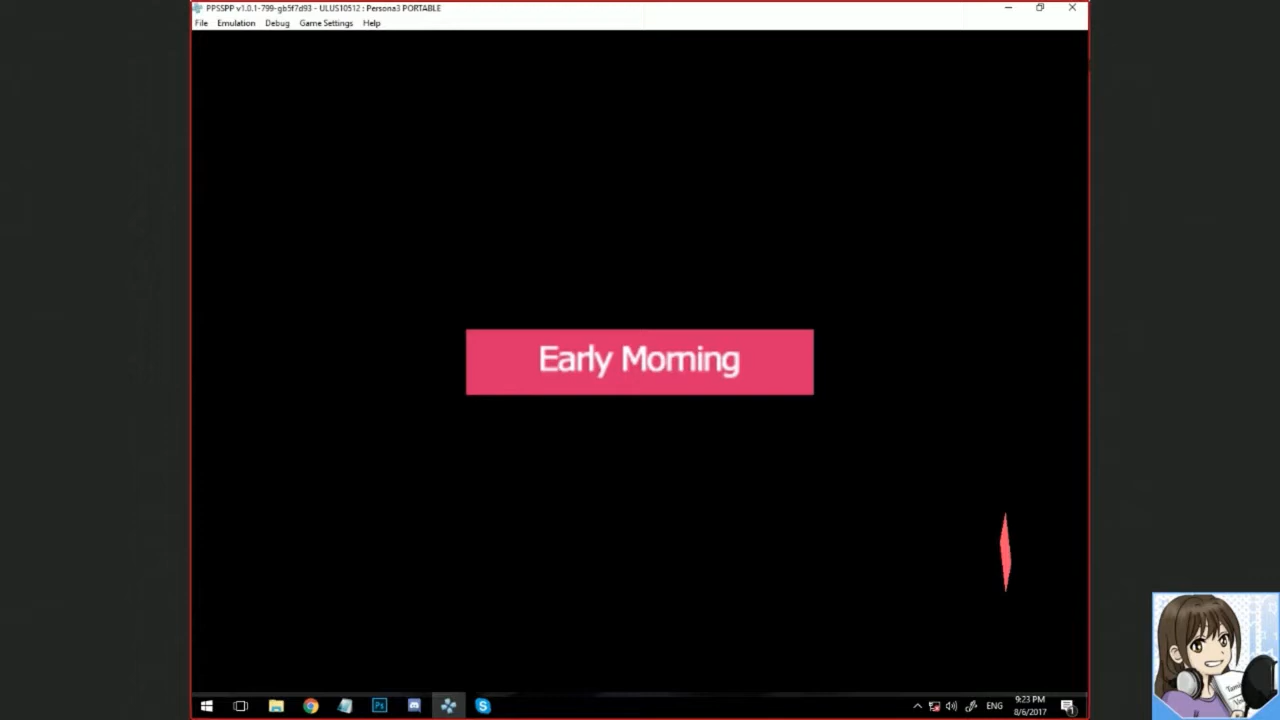 PPSSPP v1.0.1-799-gb5f7d93 - ULUS10512 : Persona3 PORTABLE
File Emulation Debug Game Settings Help
Early Morning
Ps
ENG
9:23 PM
8/6/2017